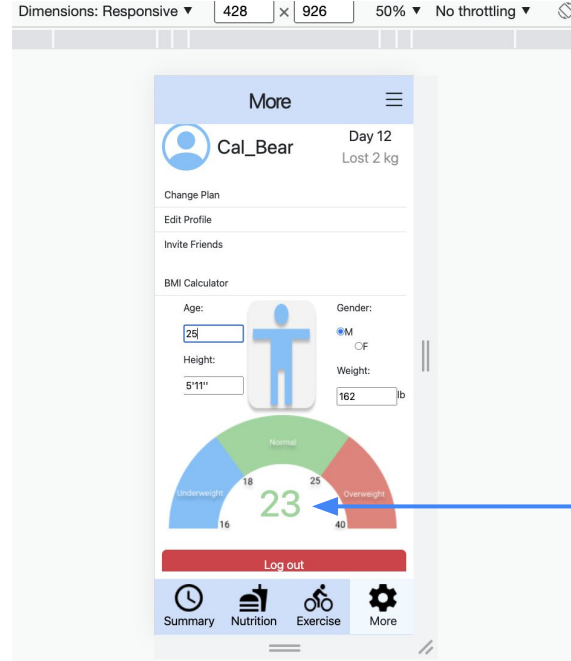 Dimensions: Responsive ▼ 428 × 926 50% ▼ No throttling ▼
More
Cal_Bear
Day 12
Lost 2 kg
Change Plan
Edit Profile
Invite Friends
BMI Calculator
Age:
Gender:
25
M
F
Height:
Weight:
5'11''
162 lb
Normal
18
25
Underweight
23
Overweight
16
40
Log out
Summary Nutrition Exercise More